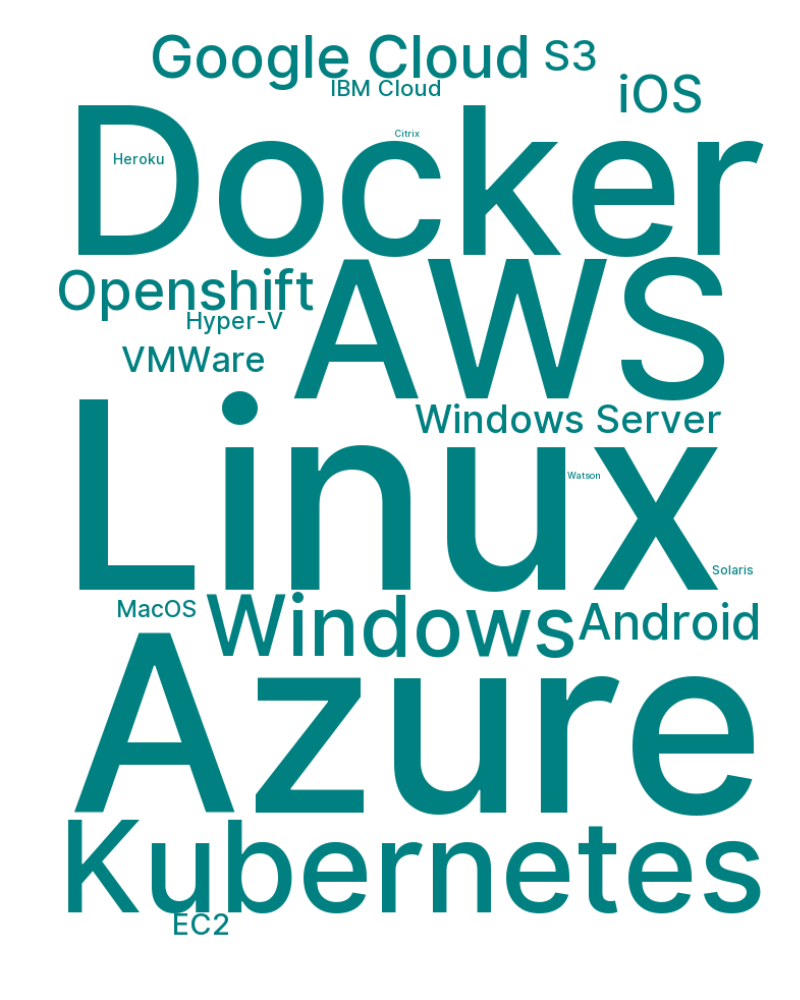 Google Cloud S3
IBM Cloud
iOS
Docker
Citrix
Heroku
Openshift
AWS
Hyper-V
VMWare
Windows Server
Linux
Watson
Solaris
MacOS
Windows
Android
Azure
Kubernetes
EC2